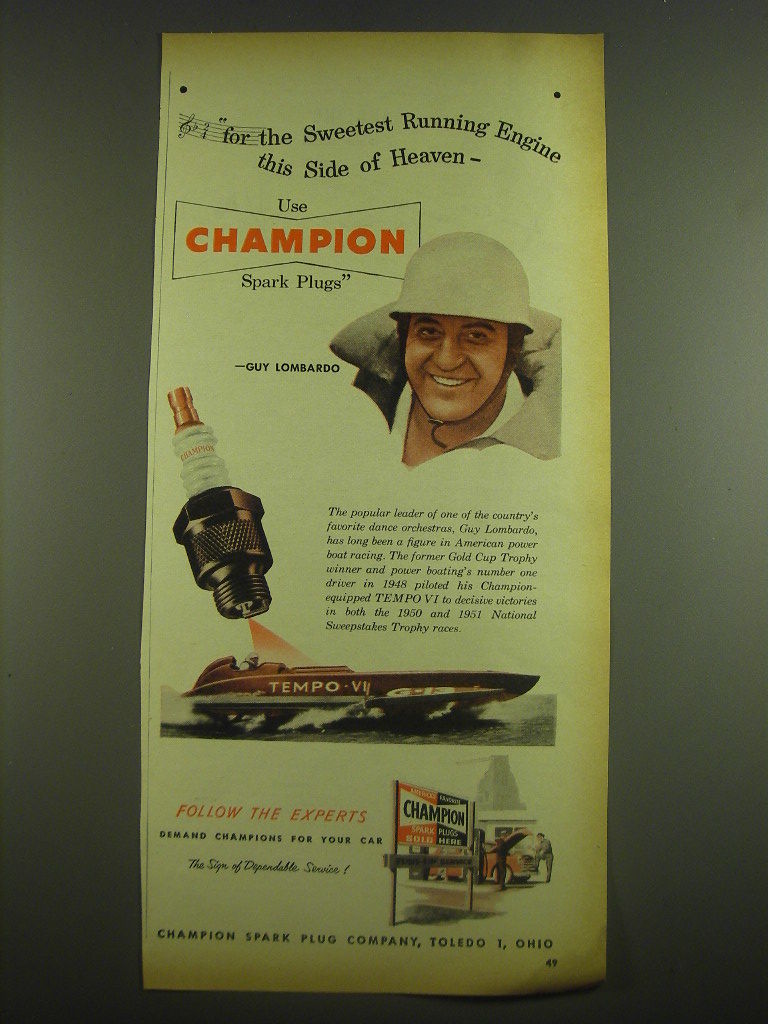 "for the Sweetest Running Engine
this Side of Heaven –
Use
CHAMPION
Spark Plugs"
—GUY LOMBARDO
CHAMPION
The popular leader of one of the country's
favorite dance orchestras, Guy Lombardo,
has long been a figure in American power
boat racing. The former Gold Cup Trophy
winner and power boating's number one
driver in 1948 piloted his Champion-
equipped TEMPO VI to decisive victories
in both the 1950 and 1951 National
Sweepstakes Trophy races.
TEMPO-VI
G-13
FOLLOW THE EXPERTS
DEMAND CHAMPIONS FOR YOUR CAR
The Sign of Dependable Service!
AMERICA'S FAVORITE
CHAMPION
SPARK PLUGS
SOLD HERE
SERVICE
CHAMPION SPARK PLUG COMPANY, TOLEDO 1, OHIO
49